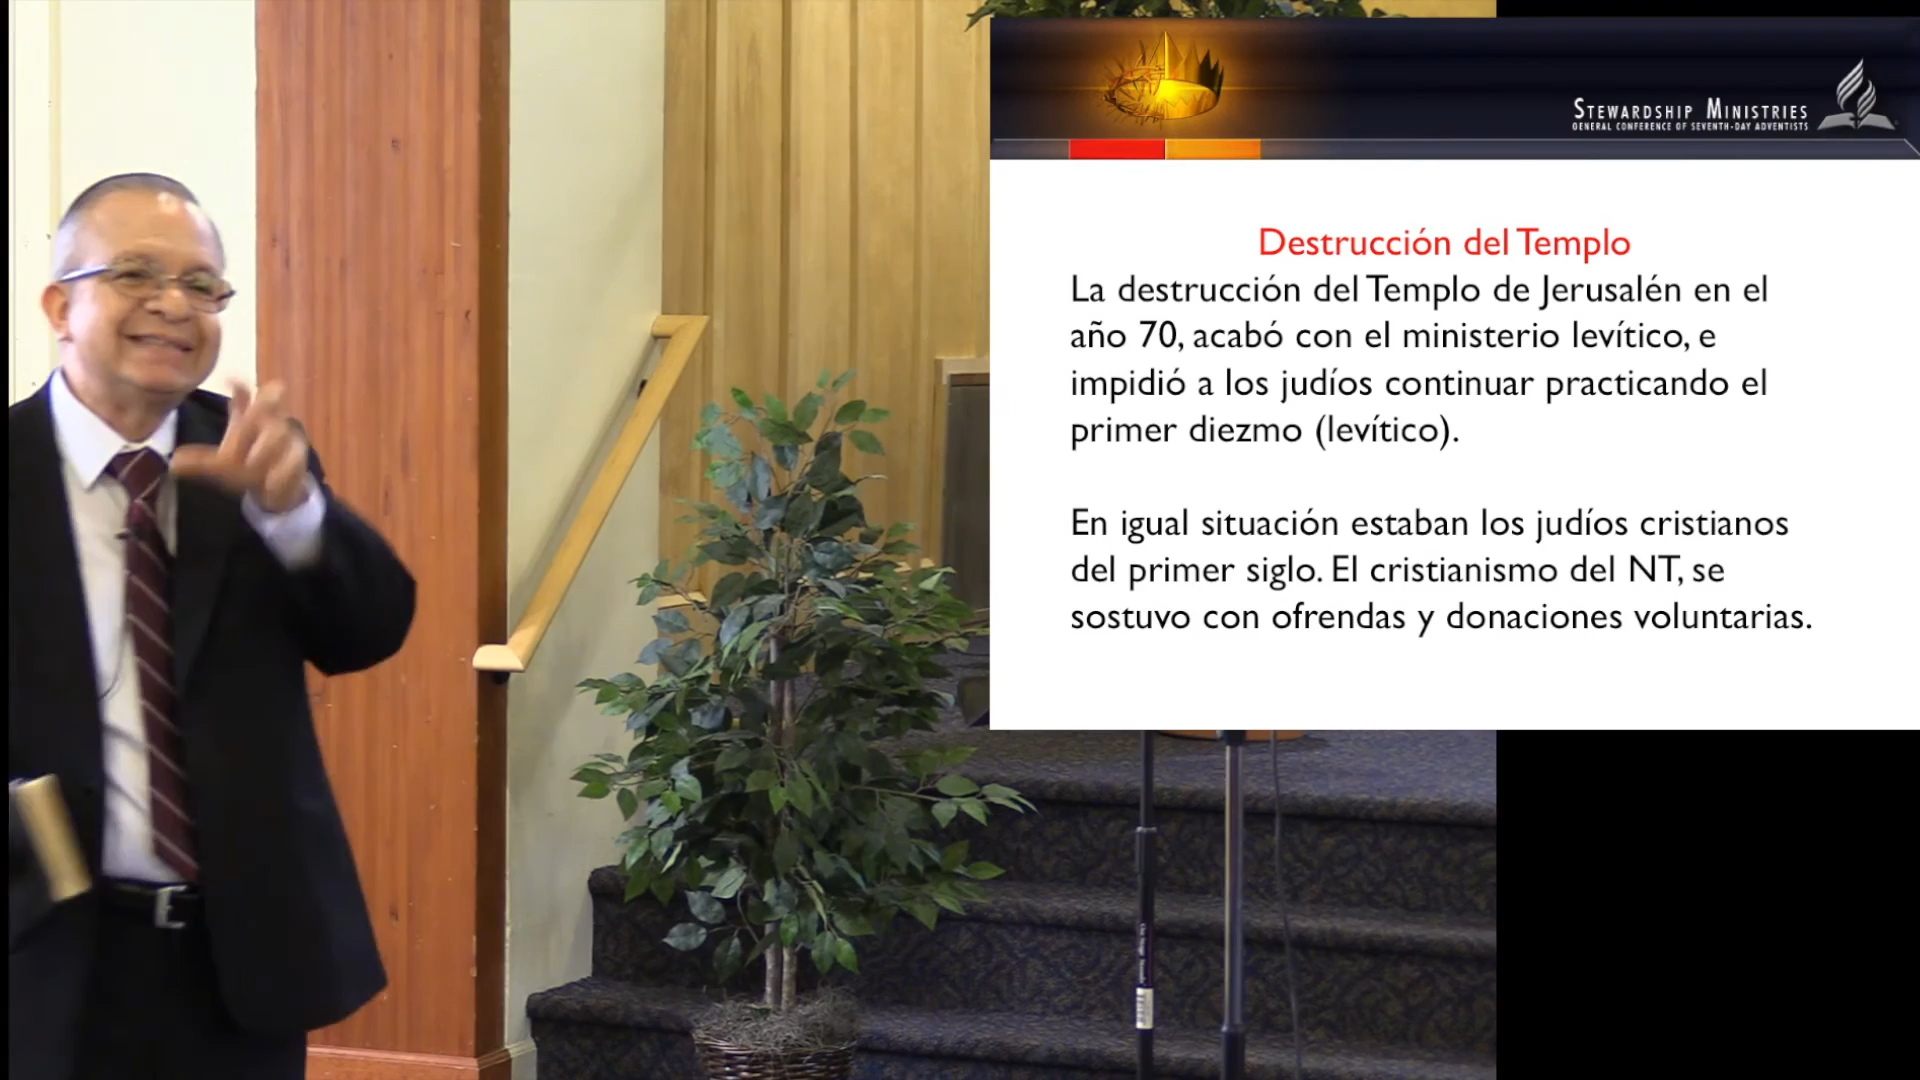 STEWARDSHIP MINISTRIES
GENERAL CONFERENCE OF SEVENTH-DAY ADVENTISTS
Destrucción del Templo
La destrucción del Templo de Jerusalén en el
año 70, acabó con el ministerio levítico, e
impidió a los judíos continuar practicando el
primer diezmo (levítico).
En igual situación estaban los judíos cristianos
del primer siglo. El cristianismo del NT, se
sostuvo con ofrendas y donaciones voluntarias.